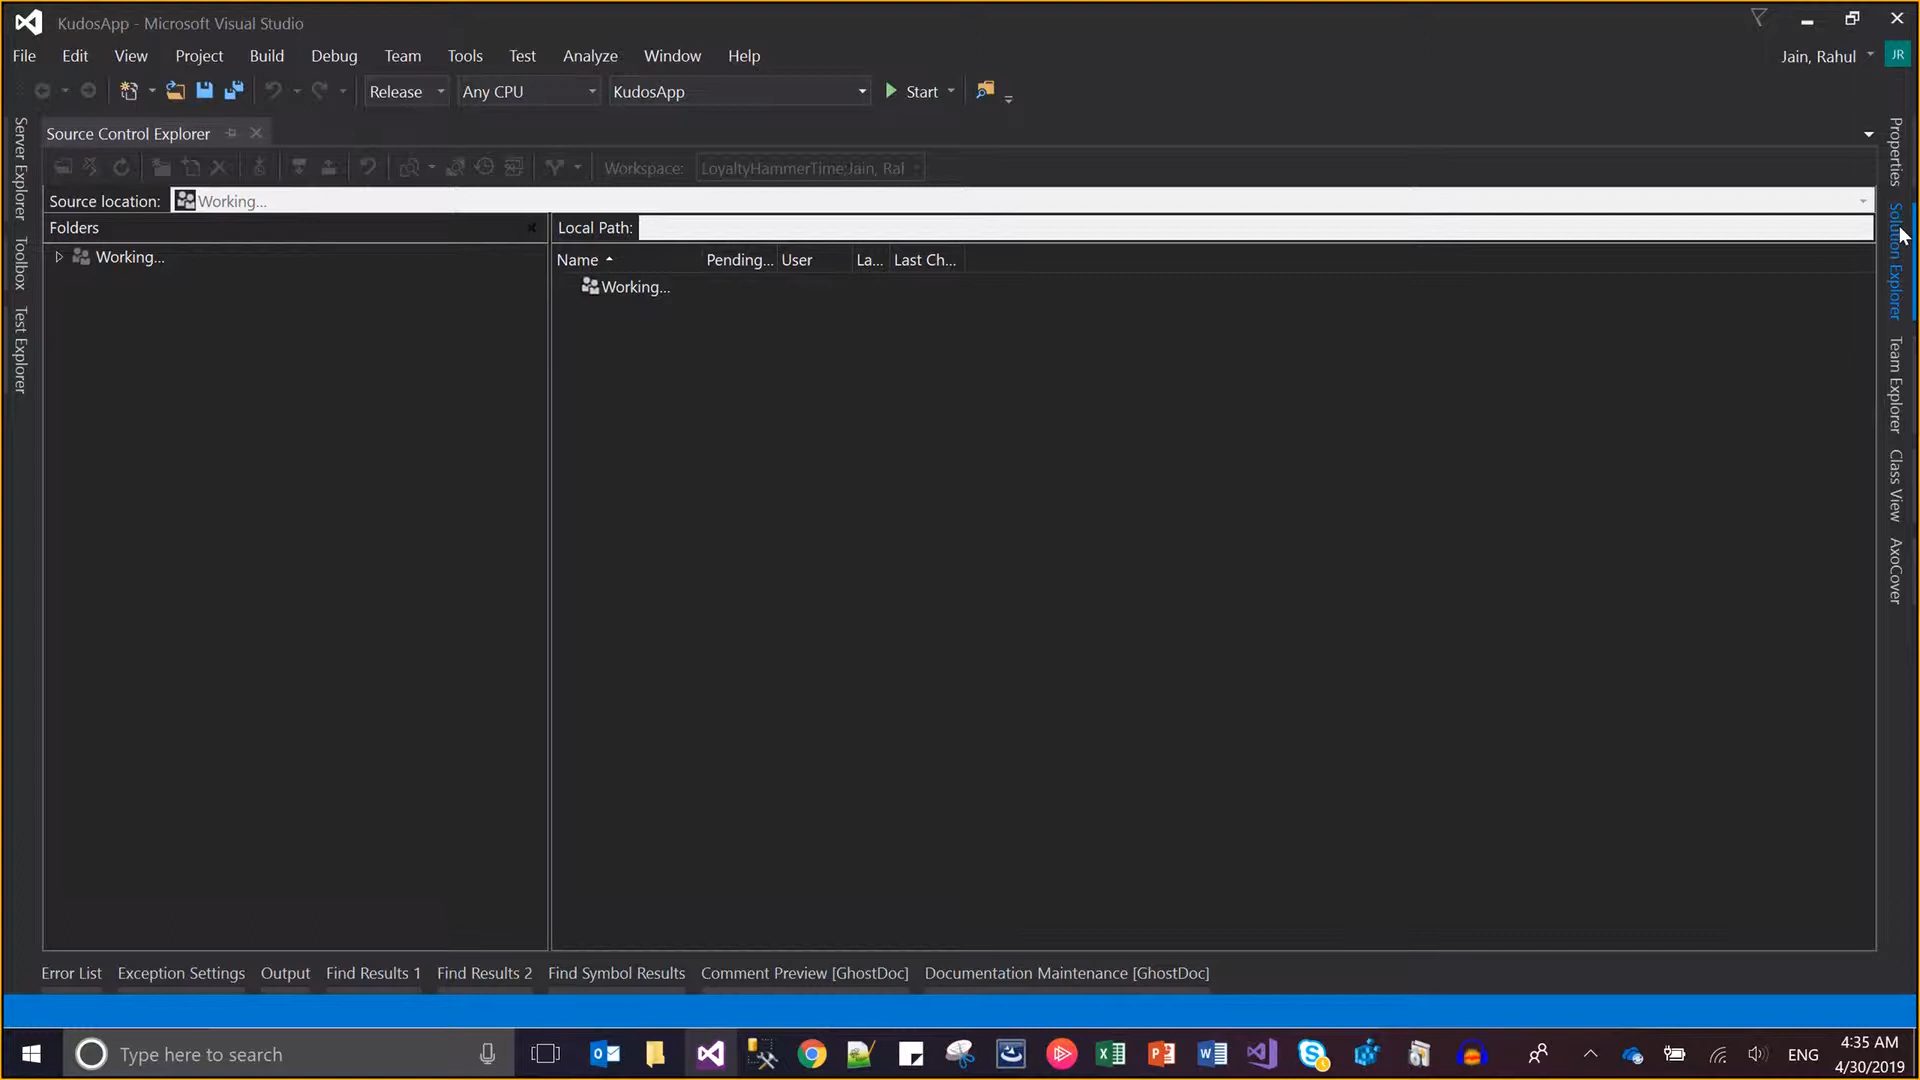 KudosApp - Microsoft Visual Studio
File Edit View Project Build Debug Team Tools Test Analyze Window Help
Jain, Rahul JR
Release Any CPU KudosApp Start
Source Control Explorer
Workspace: LoyaltyHammerTime;Jain, Ral
Source location: Working...
Folders
Working...
Local Path:
Name Pending... User La... Last Ch...
Working...
Server Explorer
Toolbox
Test Explorer
Properties
Solution Explorer
Team Explorer
Class View
AxoCover
Error List Exception Settings Output Find Results 1 Find Results 2 Find Symbol Results Comment Preview [GhostDoc] Documentation Maintenance [GhostDoc]
Type here to search
ENG
4:35 AM
4/30/2019